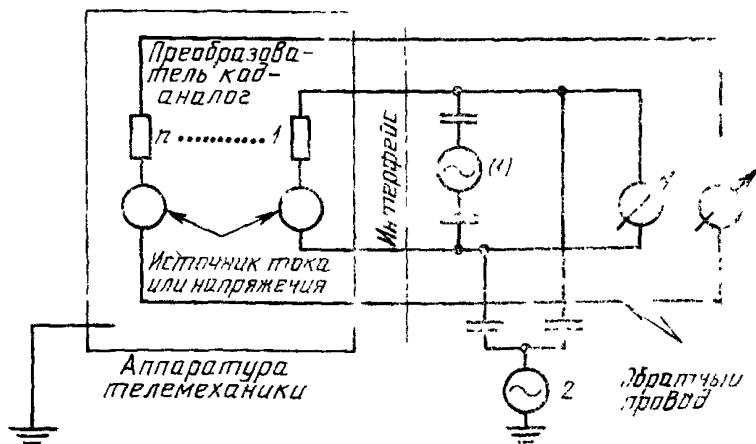 Преобразова-
тель код-
аналог
n ........... 1
Интерфейс
(1)
Источник тока
или напряжения
Аппаратура
телемеханики
2
Обратный
провод